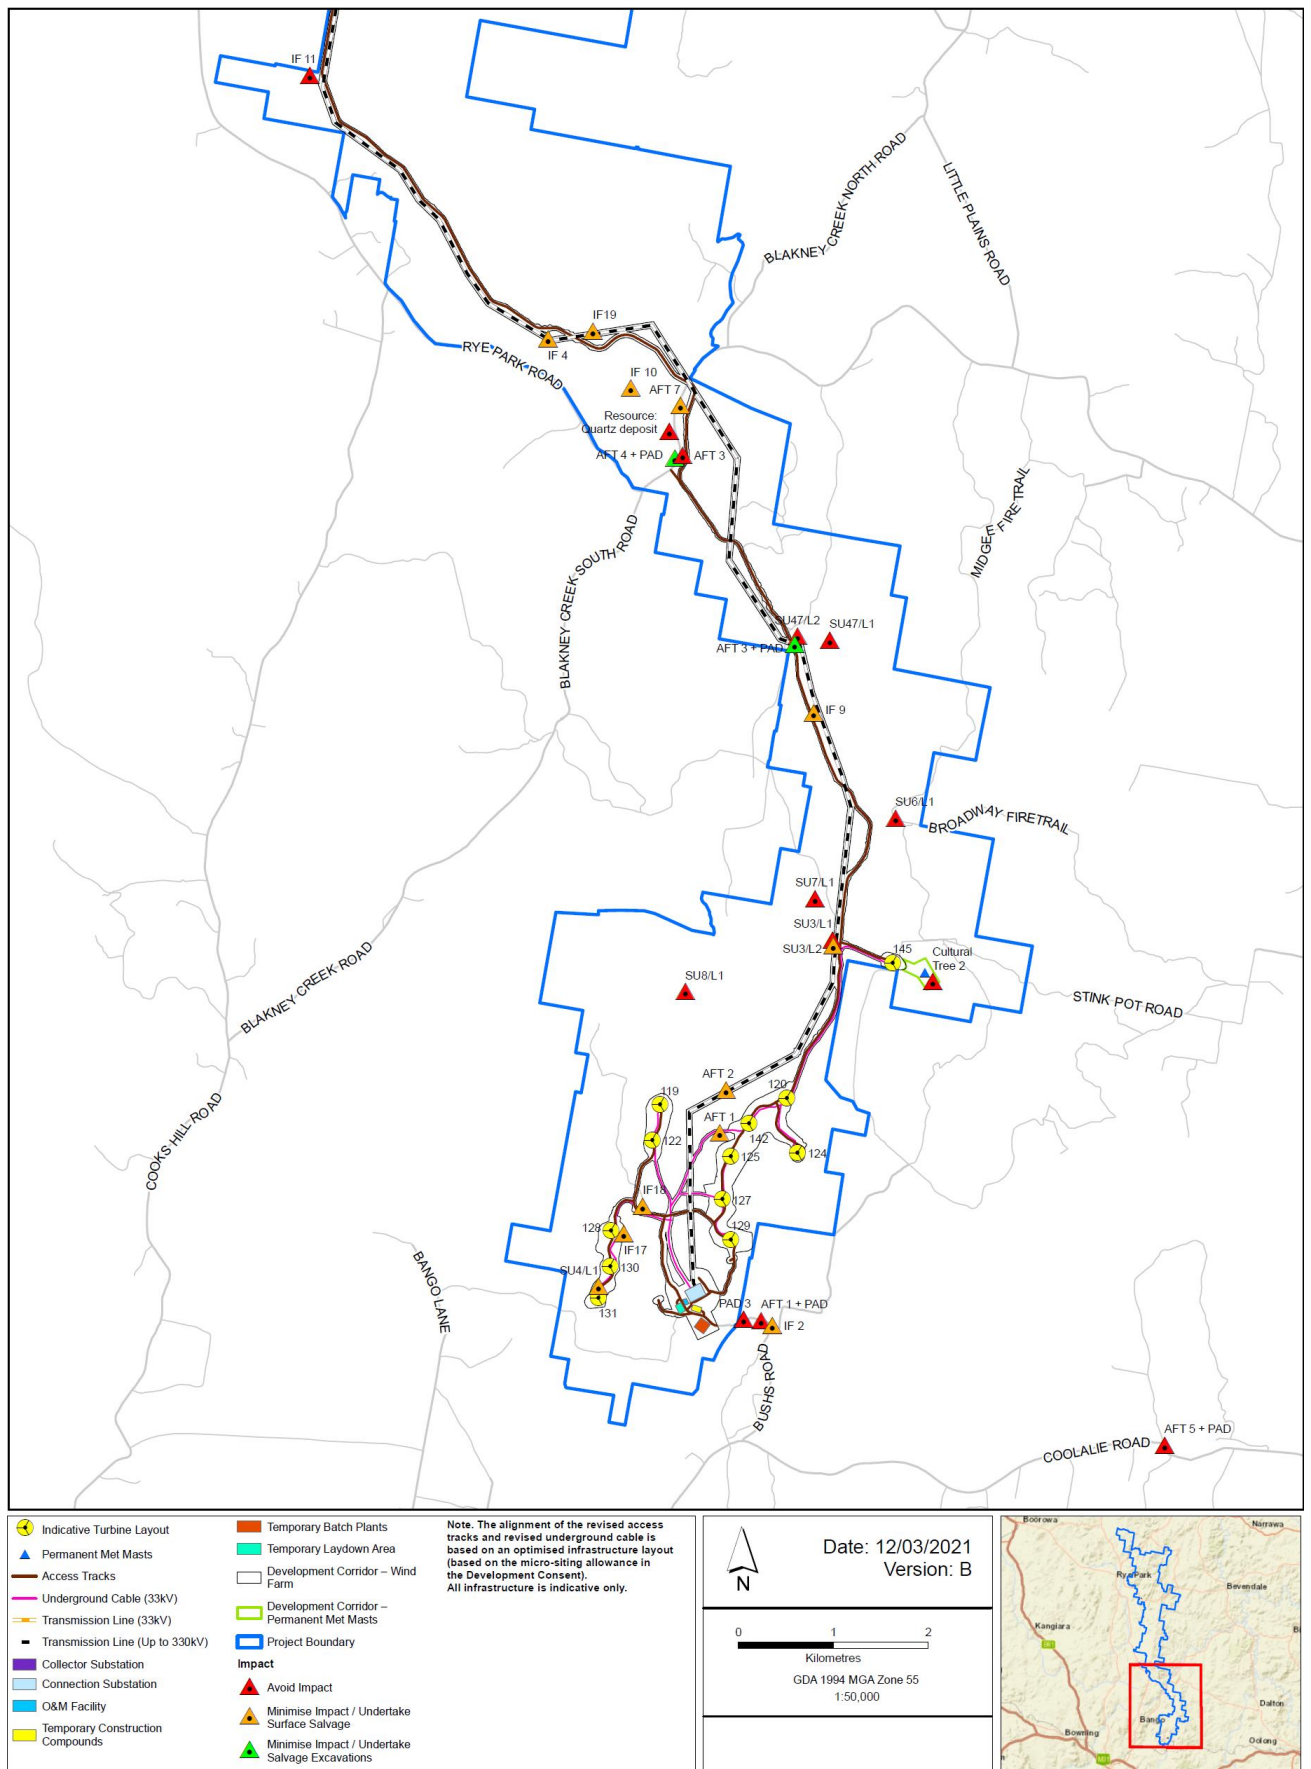 IF 11
BLAKNEY CREEK NORTH ROAD
LITTLE PLAINS ROAD
IF19
IF 4
RYE PARK ROAD
IF 10
AFT 7
Resource:
Quartz deposit
AFT 4 + PAD
AFT 3
MIDGEE FIRE TRAIL
BLAKNEY CREEK SOUTH ROAD
SU47/L2
SU47/L1
AFT 3 + PAD
IF 9
SU6/L1
BROADWAY FIRETRAIL
SU7/L1
SU3/L1
SU3/L2
145
Cultural
Tree 2
SU8/L1
STINK POT ROAD
BLAKNEY CREEK ROAD
COOKS HILL ROAD
AFT 2
119
120
AFT 1
122
142
125
124
IF18
127
128
129
IF17
SU4/L1
130
131
BANGO LANE
PAD 3
AFT 1 + PAD
IF 2
BUSHS ROAD
AFT 5 + PAD
COOLALIE ROAD
Indicative Turbine Layout
Permanent Met Masts
Access Tracks
Underground Cable (33kV)
Transmission Line (33kV)
Transmission Line (Up to 330kV)
Collector Substation
Connection Substation
O&M Facility
Temporary Construction
Compounds
Temporary Batch Plants
Temporary Laydown Area
Development Corridor – Wind
Farm
Development Corridor –
Permanent Met Masts
Project Boundary
Impact
Avoid Impact
Minimise Impact / Undertake
Surface Salvage
Minimise Impact / Undertake
Salvage Excavations
Note. The alignment of the revised access
tracks and revised underground cable is
based on an optimised infrastructure layout
(based on the micro-siting allowance in
the Development Consent).
All infrastructure is indicative only.
N
Date: 12/03/2021
Version: B
0 1 2
Kilometres
GDA 1994 MGA Zone 55
1:50,000
Boorowa
Narrawa
Rye Park
Bevendale
Kangiara
Bango
Dalton
Bowning
Oolong